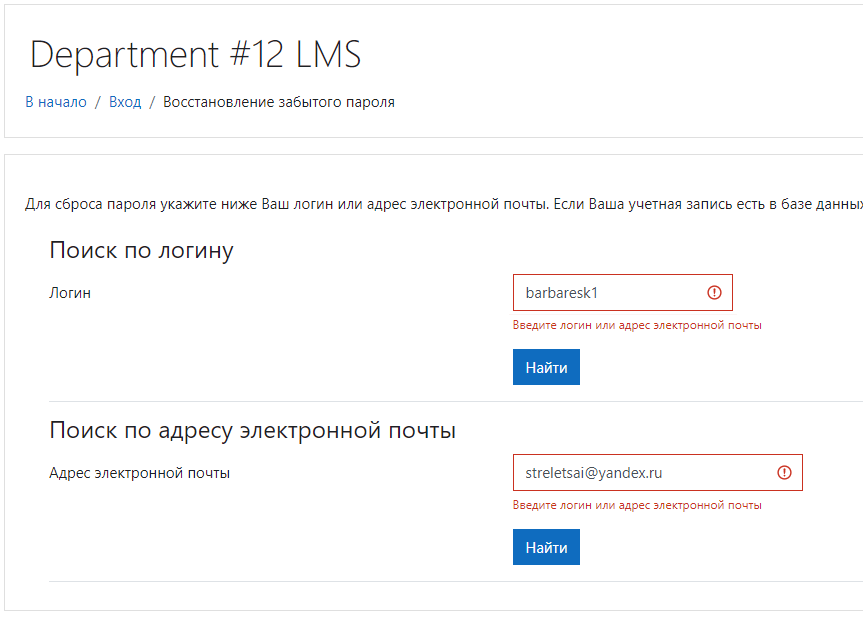 Department #12 LMS
В начало / Вход / Восстановление забытого пароля
Для сброса пароля укажите ниже Ваш логин или адрес электронной почты. Если Ваша учетная запись есть в базе данных
Поиск по логину
Логин
barbaresk1
Введите логин или адрес электронной почты
Найти
Поиск по адресу электронной почты
Адрес электронной почты
streletsai@yandex.ru
Введите логин или адрес электронной почты
Найти